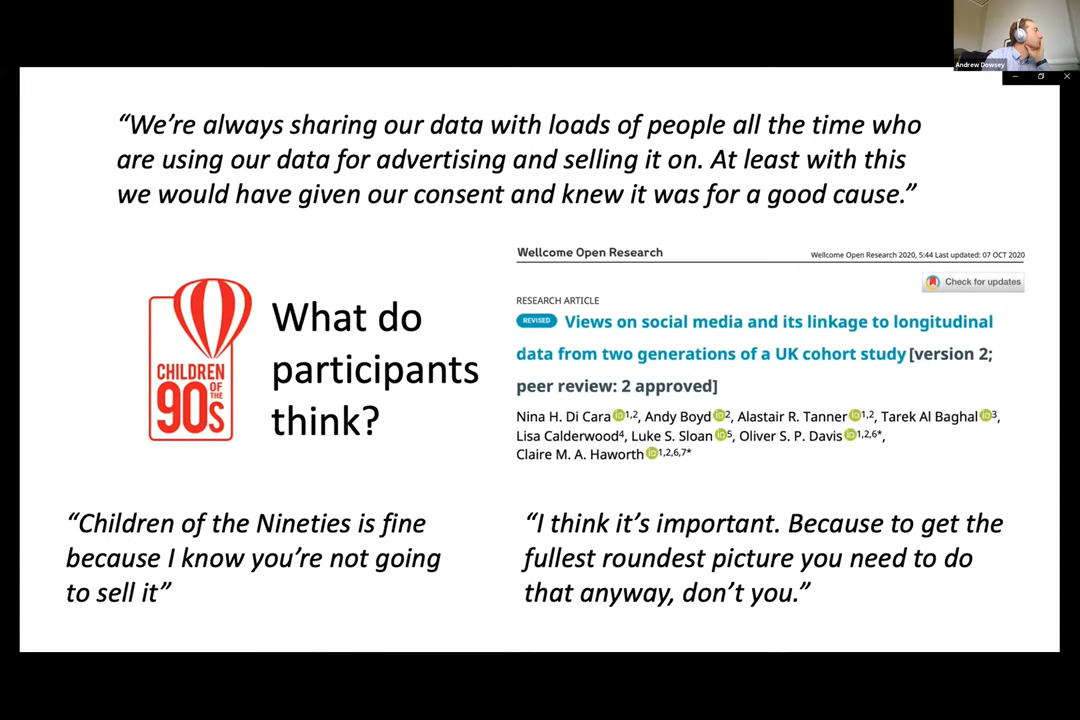 Andrew Dowsey
“We’re always sharing our data with loads of people all the time who
are using our data for advertising and selling it on. At least with this
we would have given our consent and knew it was for a good cause.”
CHILDREN
OF THE
90s
What do
participants
think?
Wellcome Open Research
Wellcome Open Research 2020, 5:44 Last updated: 07 OCT 2020
Check for updates
RESEARCH ARTICLE
REVISED Views on social media and its linkage to longitudinal
data from two generations of a UK cohort study [version 2;
peer review: 2 approved]
Nina H. Di Cara iD 1,2, Andy Boyd iD 2, Alastair R. Tanner iD 1,2, Tarek Al Baghal iD 3,
Lisa Calderwood4, Luke S. Sloan iD 5, Oliver S. P. Davis iD 1,2,6*,
Claire M. A. Haworth iD 1,2,6,7*
“Children of the Nineties is fine
because I know you’re not going
to sell it”
“I think it’s important. Because to get the
fullest roundest picture you need to do
that anyway, don’t you.”